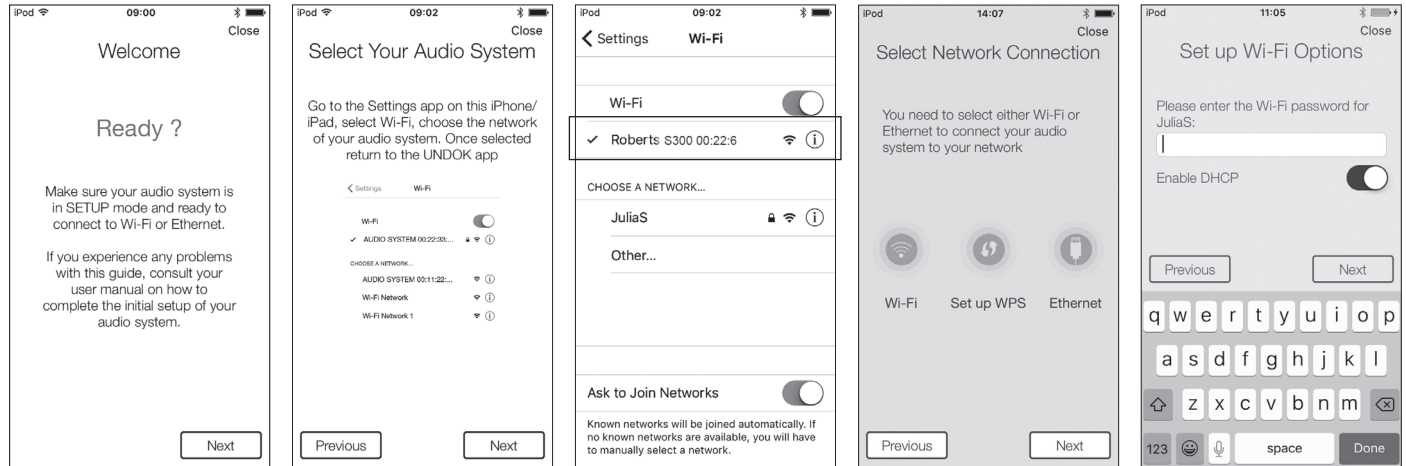 iPod 09:00
Close
Welcome
Ready ?
Make sure your audio system is
in SETUP mode and ready to
connect to Wi-Fi or Ethernet.
If you experience any problems
with this guide, consult your
user manual on how to
complete the initial setup of your
audio system.
Next
iPod 09:02
Close
Select Your Audio System
Go to the Settings app on this iPhone/
iPad, select Wi-Fi, choose the network
of your audio system. Once selected
return to the UNDOK app
Settings Wi-Fi
Wi-Fi
AUDIO SYSTEM 00:22:33:...
CHOOSE A NETWORK...
AUDIO SYSTEM 00:11:22:...
Wi-Fi Network
Wi-Fi Network 1
Previous Next
iPod 09:02
Settings Wi-Fi
Wi-Fi
Roberts S300 00:22:6
CHOOSE A NETWORK...
JuliaS
Other...
Ask to Join Networks
Known networks will be joined automatically. If
no known networks are available, you will have
to manually select a network.
iPod 14:07
Close
Select Network Connection
You need to select either Wi-Fi or
Ethernet to connect your audio
system to your network
Wi-Fi Set up WPS Ethernet
Previous Next
iPod 11:05
Close
Set up Wi-Fi Options
Please enter the Wi-Fi password for
JuliaS:
Enable DHCP
Previous Next
q w e r t y u i o p
a s d f g h j k l
z x c v b n m
123 space Done